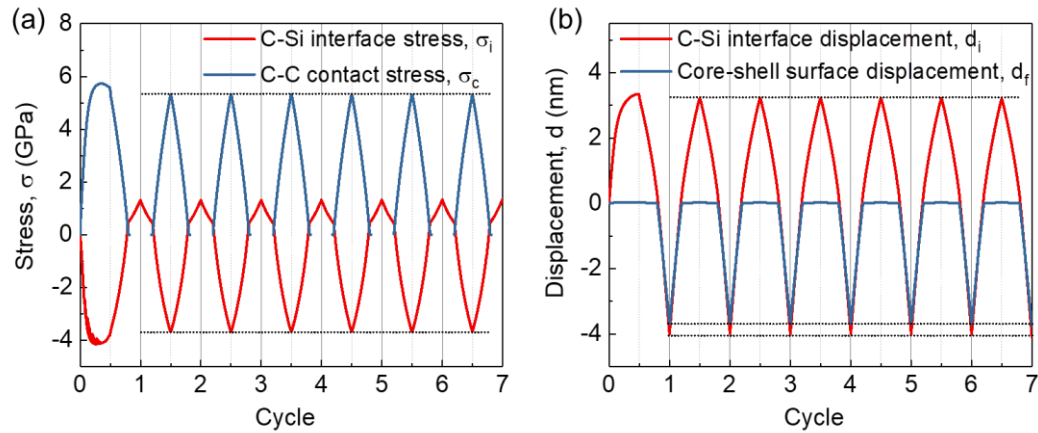 (a)
C-Si interface stress, σi
C-C contact stress, σc
Stress, σ (GPa)
8
6
4
2
0
-2
-4
0 1 2 3 4 5 6 7
Cycle
(b)
C-Si interface displacement, di
Core-shell surface displacement, df
Displacement, d (nm)
4
2
0
-2
-4
0 1 2 3 4 5 6 7
Cycle